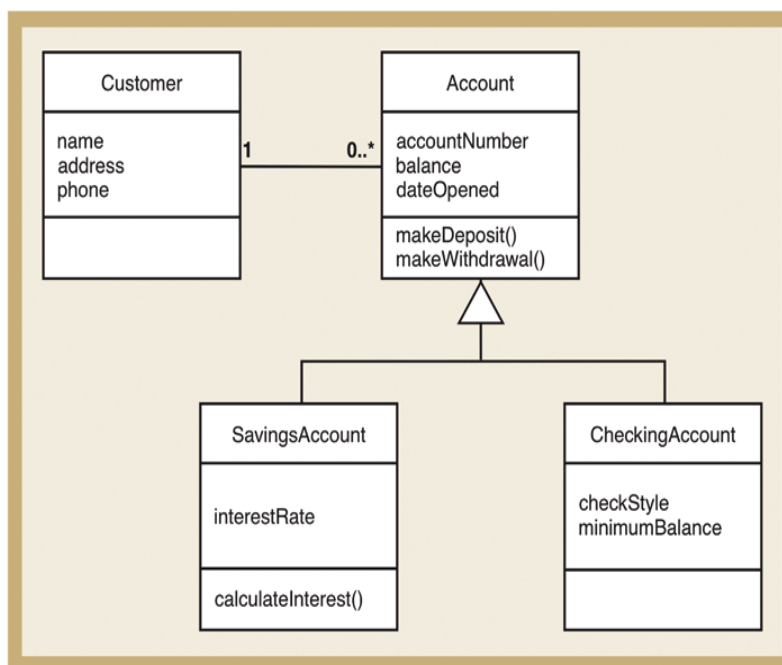 Customer
name
address
phone
1
0..*
Account
accountNumber
balance
dateOpened
makeDeposit()
makeWithdrawal()
SavingsAccount
interestRate
calculateInterest()
CheckingAccount
checkStyle
minimumBalance